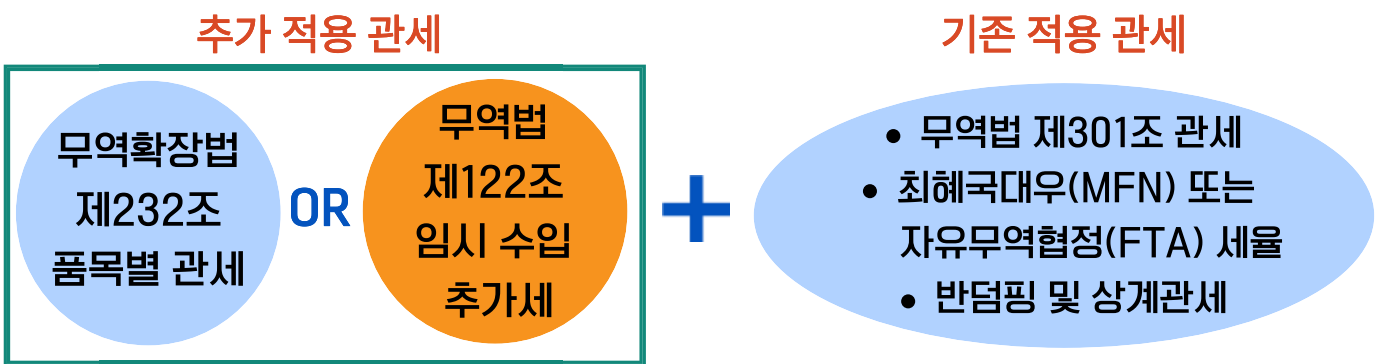 추가 적용 관세
기존 적용 관세
무역확장법
제232조
품목별 관세
OR
무역법
제122조
임시 수입
추가세
+
• 무역법 제301조 관세
• 최혜국대우(MFN) 또는
자유무역협정(FTA) 세율
• 반덤핑 및 상계관세